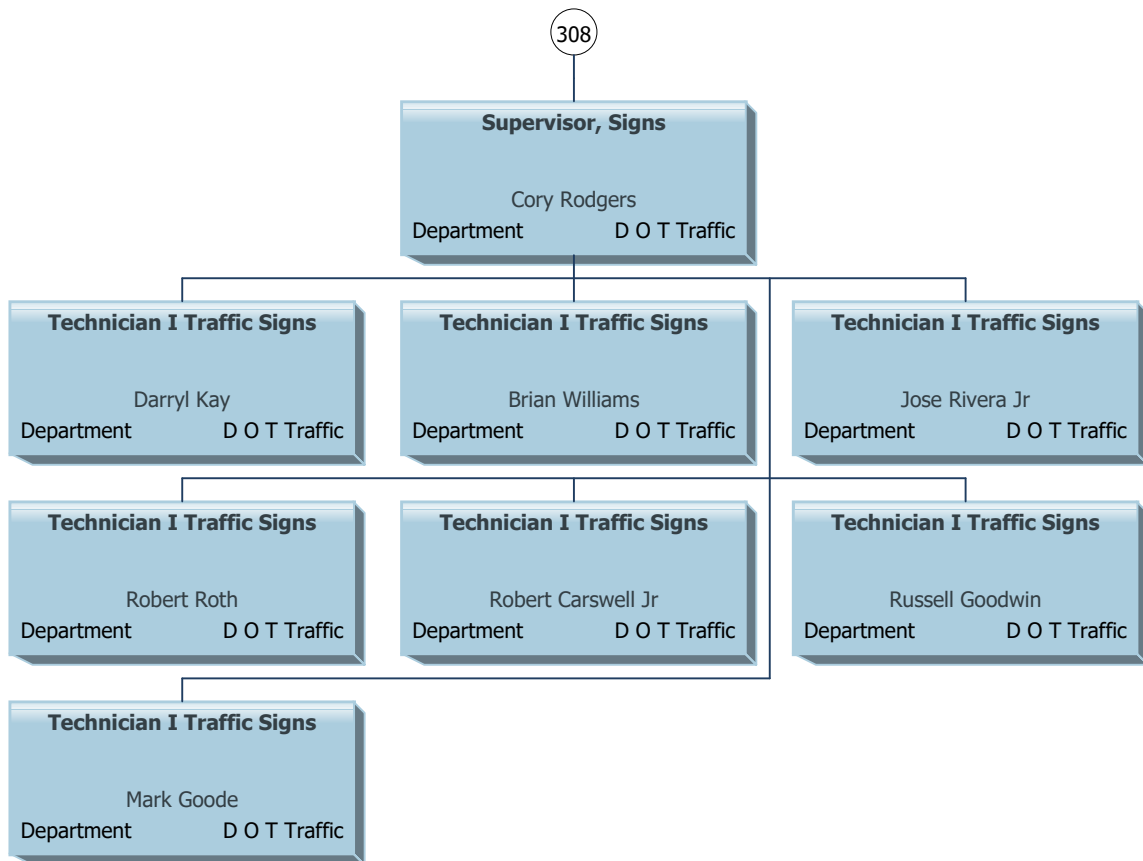 308
Supervisor, Signs
Cory Rodgers
Department D O T Traffic
Technician I Traffic Signs
Darryl Kay
Department D O T Traffic
Technician I Traffic Signs
Brian Williams
Department D O T Traffic
Technician I Traffic Signs
Jose Rivera Jr
Department D O T Traffic
Technician I Traffic Signs
Robert Roth
Department D O T Traffic
Technician I Traffic Signs
Robert Carswell Jr
Department D O T Traffic
Technician I Traffic Signs
Russell Goodwin
Department D O T Traffic
Technician I Traffic Signs
Mark Goode
Department D O T Traffic